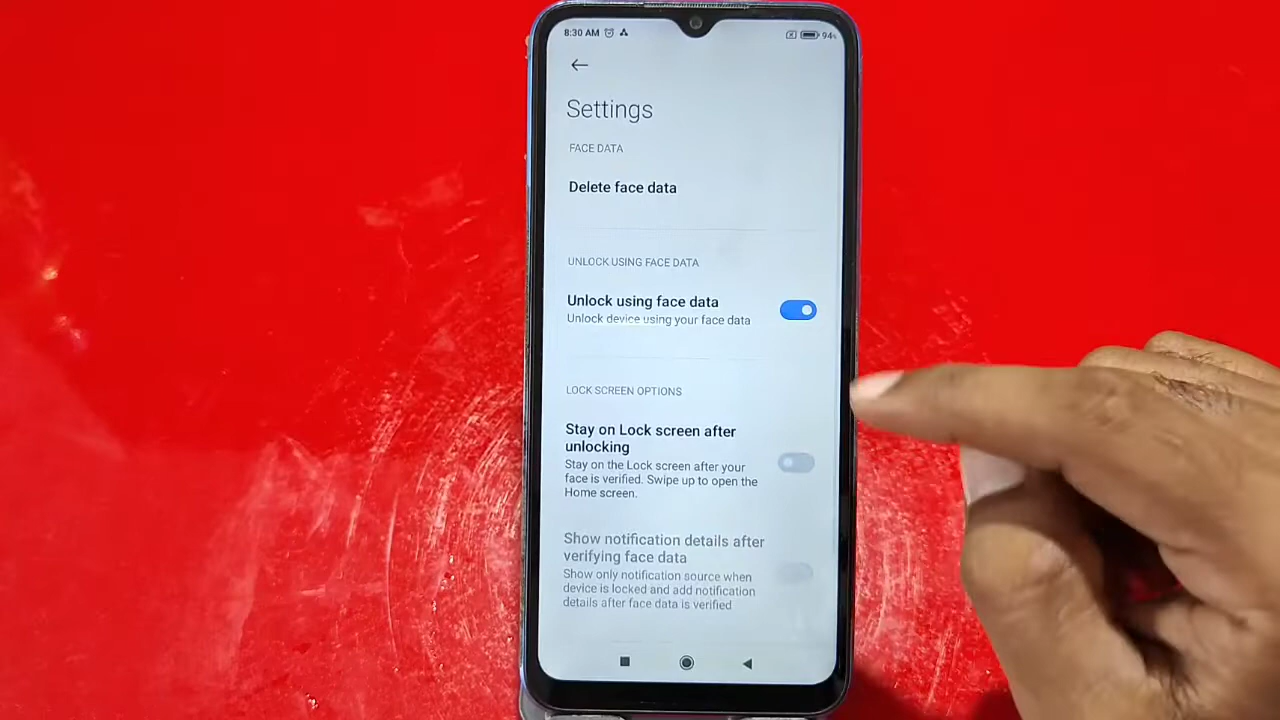 8:30 AM
94%
Settings
FACE DATA
Delete face data
UNLOCK USING FACE DATA
Unlock using face data
Unlock device using your face data
LOCK SCREEN OPTIONS
Stay on Lock screen after
unlocking
Stay on the Lock screen after your
face is verified. Swipe up to open the
Home screen.
Show notification details after
verifying face data
Show only notification source when
device is locked and add notification
details after face data is verified